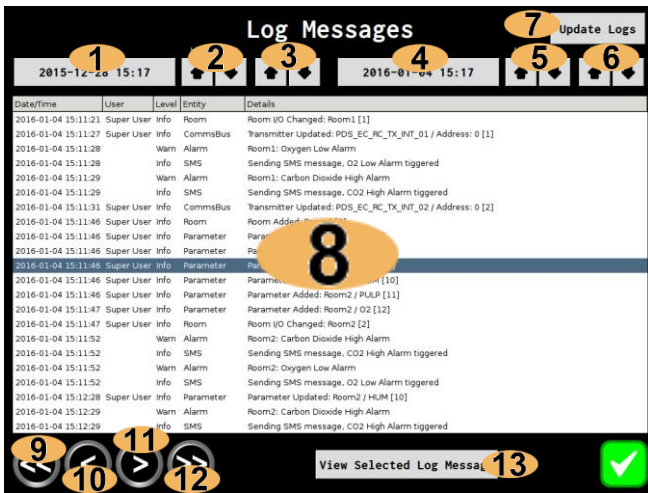 Log Messages
7 Update Logs
1 2 3 4 5 6
2015-12-28 15:17 2016-01-04 15:17
Date/Time User Level Entity Details
2016-01-04 15:11:21 Super User Info Room Room I/O Changed: Room1 [1]
2016-01-04 15:11:27 Super User Info CommsBus Transmitter Updated: PDS_EC_RC_TX_INT_01 / Address: 0 [1]
2016-01-04 15:11:28 Warn Alarm Room1: Oxygen Low Alarm
2016-01-04 15:11:28 Info SMS Sending SMS message, O2 Low Alarm tiggered
2016-01-04 15:11:29 Warn Alarm Room1: Carbon Dioxide High Alarm
2016-01-04 15:11:29 Info SMS Sending SMS message, CO2 High Alarm tiggered
2016-01-04 15:11:31 Super User Info CommsBus Transmitter Updated: PDS_EC_RC_TX_INT_02 / Address: 0 [2]
2016-01-04 15:11:46 Super User Info Room Room Added:
2016-01-04 15:11:46 Super User Info Parameter
2016-01-04 15:11:46 Super User Info Parameter
8
2016-01-04 15:11:46 Super User Info Parameter
2016-01-04 15:11:46 Super User Info Parameter [10]
2016-01-04 15:11:46 Super User Info Parameter Parameter Added: Room2 / PULP [11]
2016-01-04 15:11:47 Super User Info Parameter Parameter Added: Room2 / O2 [12]
2016-01-04 15:11:47 Super User Info Room Room I/O Changed: Room2 [2]
2016-01-04 15:11:52 Warn Alarm Room2: Carbon Dioxide High Alarm
2016-01-04 15:11:52 Info SMS Sending SMS message, CO2 High Alarm tiggered
2016-01-04 15:11:52 Warn Alarm Room2: Oxygen Low Alarm
2016-01-04 15:11:52 Info SMS Sending SMS message, O2 Low Alarm tiggered
2016-01-04 15:12:28 Super User Info Parameter Parameter Updated: Room2 / HUM [10]
2016-01-04 15:12:29 Warn Alarm Room2: Carbon Dioxide High Alarm
2016-01-04 15:12:29 Info SMS Sending SMS message, CO2 High Alarm tiggered
9 11
<< < > >>
10 12
View Selected Log Messag 13